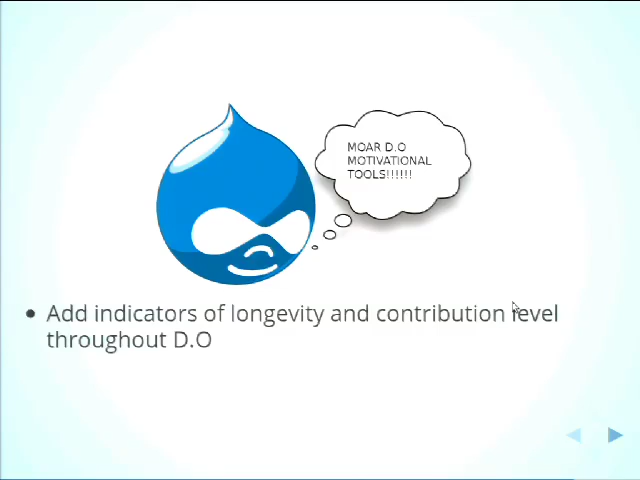 MOAR D.O
MOTIVATIONAL
TOOLS!!!!!!
Add indicators of longevity and contribution level
throughout D.O